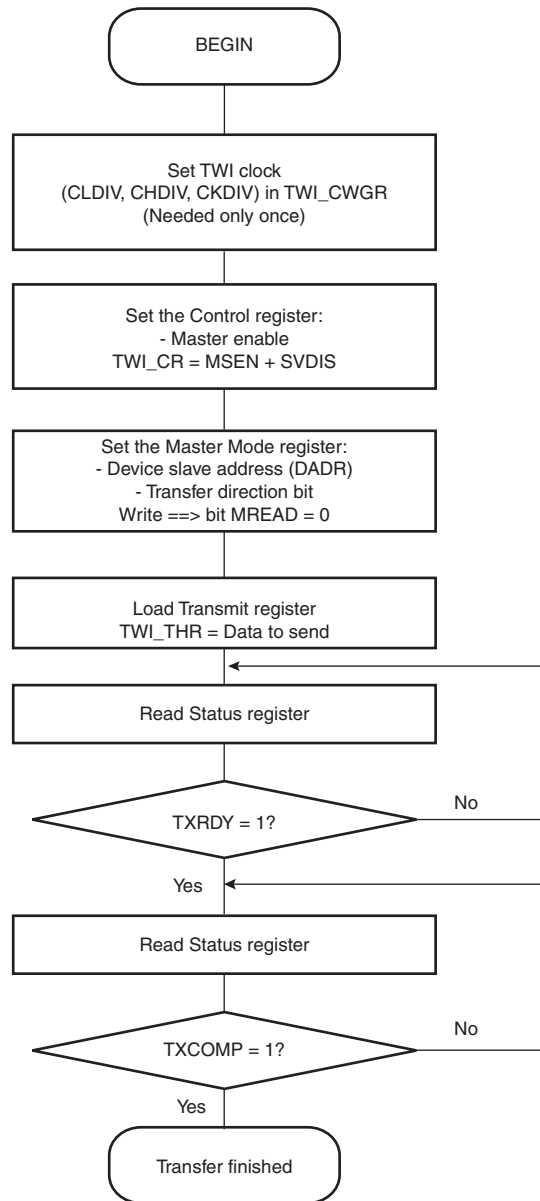 BEGIN
Set TWI clock
(CLDIV, CHDIV, CKDIV) in TWI_CWGR
(Needed only once)
Set the Control register:
- Master enable
TWI_CR = MSEN + SVDIS
Set the Master Mode register:
- Device slave address (DADR)
- Transfer direction bit
Write ==> bit MREAD = 0
Load Transmit register
TWI_THR = Data to send
Read Status register
TXRDY = 1?
No
Yes
Read Status register
TXCOMP = 1?
No
Yes
Transfer finished